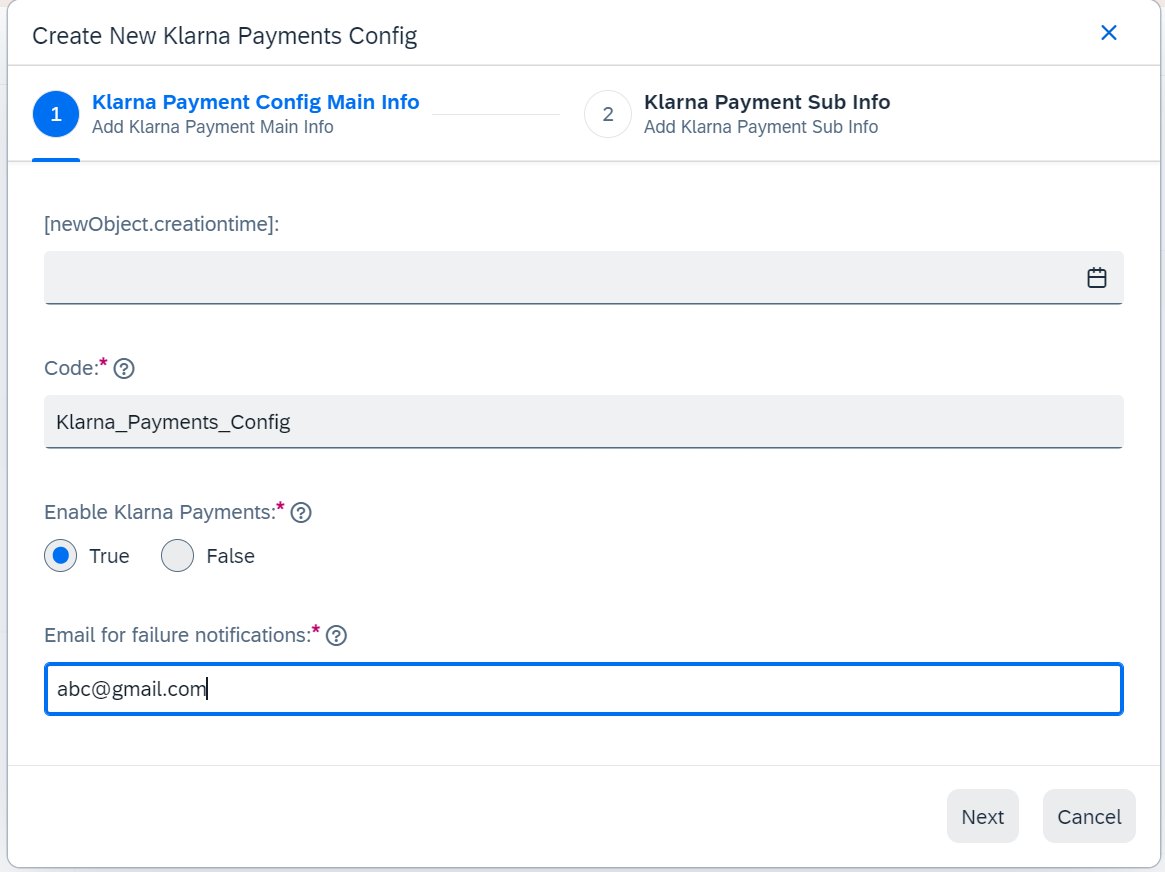 Create New Klarna Payments Config
1
Klarna Payment Config Main Info
Add Klarna Payment Main Info
2
Klarna Payment Sub Info
Add Klarna Payment Sub Info
[newObject.creationtime]:
Code:* ?
Klarna_Payments_Config
Enable Klarna Payments:* ?
True False
Email for failure notifications:* ?
abc@gmail.com
Next Cancel